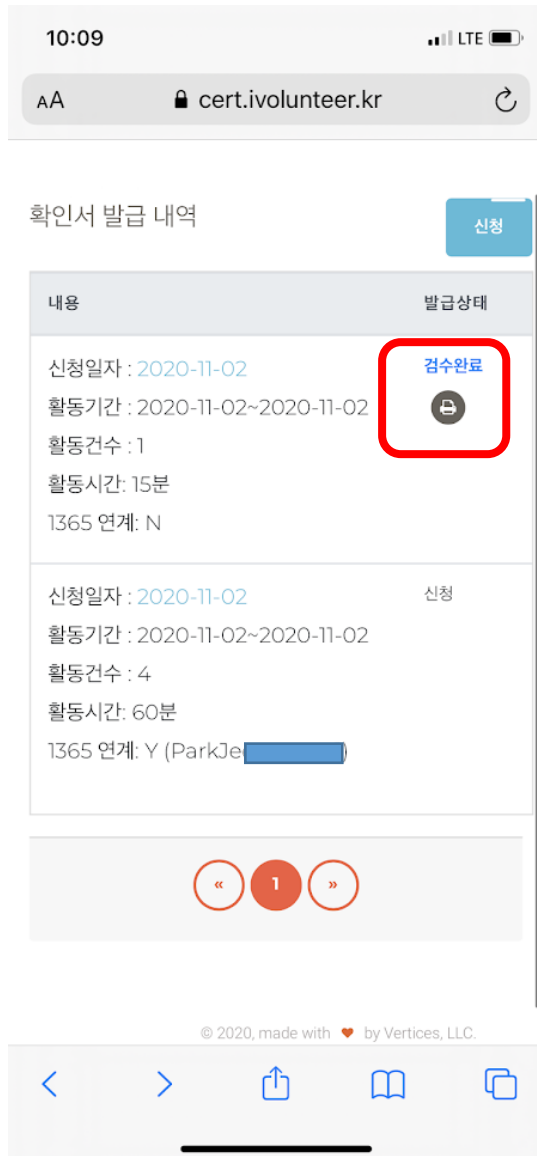 10:09
LTE
AA
cert.ivolunteer.kr
확인서 발급 내역
신청
내용
발급상태
신청일자 : 2020-11-02
검수완료
활동기간 : 2020-11-02~2020-11-02
활동건수 : 1
활동시간: 15분
1365 연계: N
신청일자 : 2020-11-02
신청
활동기간 : 2020-11-02~2020-11-02
활동건수 : 4
활동시간: 60분
1365 연계: Y (ParkJe
« 1 »
© 2020, made with ♥ by Vertices, LLC.